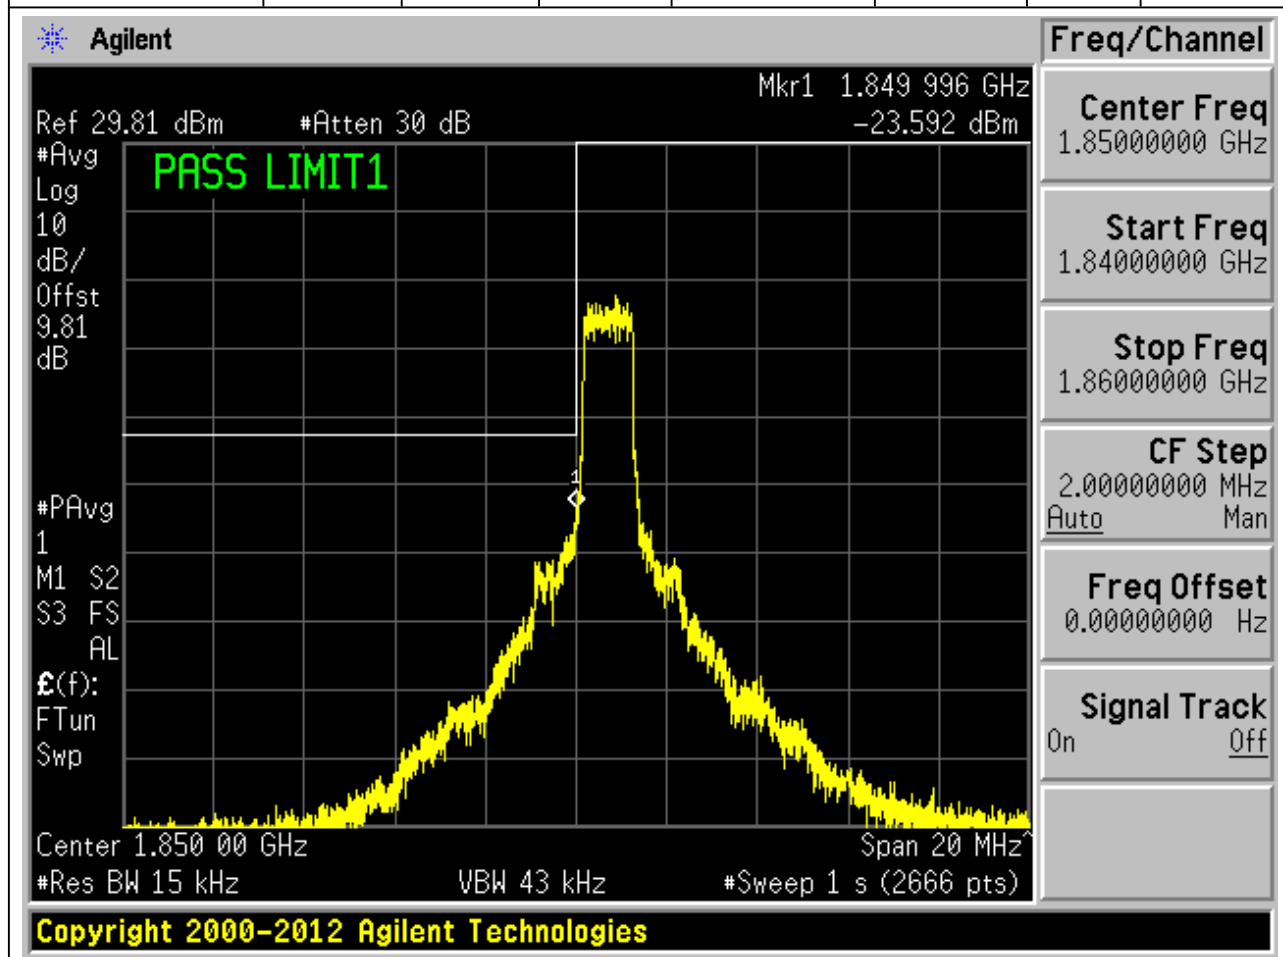 Agilent
Freq/Channel
Mkr1 1.849 996 GHz
Ref 29.81 dBm #Atten 30 dB -23.592 dBm
#Avg
Log
10
dB/
Offst
9.81
dB
PASS LIMIT1
1
#PAvg
1
M1 S2
S3 FS
AL
£(f):
FTun
Swp
Center 1.850 00 GHz Span 20 MHz^
#Res BW 15 kHz VBW 43 kHz #Sweep 1 s (2666 pts)
Copyright 2000-2012 Agilent Technologies
Center Freq
1.85000000 GHz
Start Freq
1.84000000 GHz
Stop Freq
1.86000000 GHz
CF Step
2.00000000 MHz
Auto Man
Freq Offset
0.00000000 Hz
Signal Track
On Off